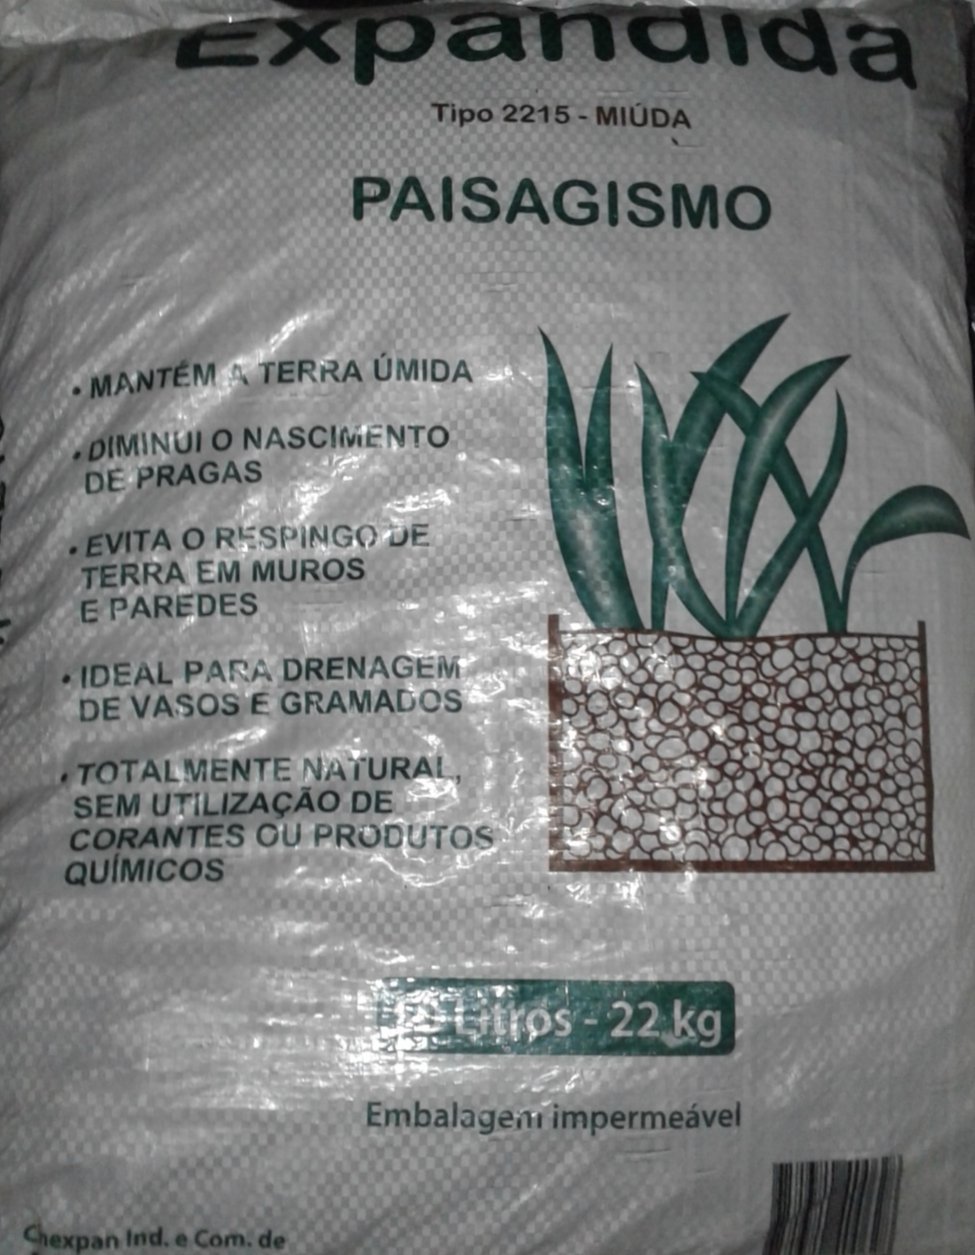 Expandida
Tipo 2215 - MIÚDA
PAISAGISMO
• MANTÉM A TERRA ÚMIDA
• DIMINUI O NASCIMENTO
DE PRAGAS
• EVITA O RESPINGO DE
TERRA EM MUROS
E PAREDES
• IDEAL PARA DRENAGEM
DE VASOS E GRAMADOS
• TOTALMENTE NATURAL,
SEM UTILIZAÇÃO DE
CORANTES OU PRODUTOS
QUÍMICOS
Litros - 22 kg
Embalagem impermeável
Chexpan Ind. e Com. de